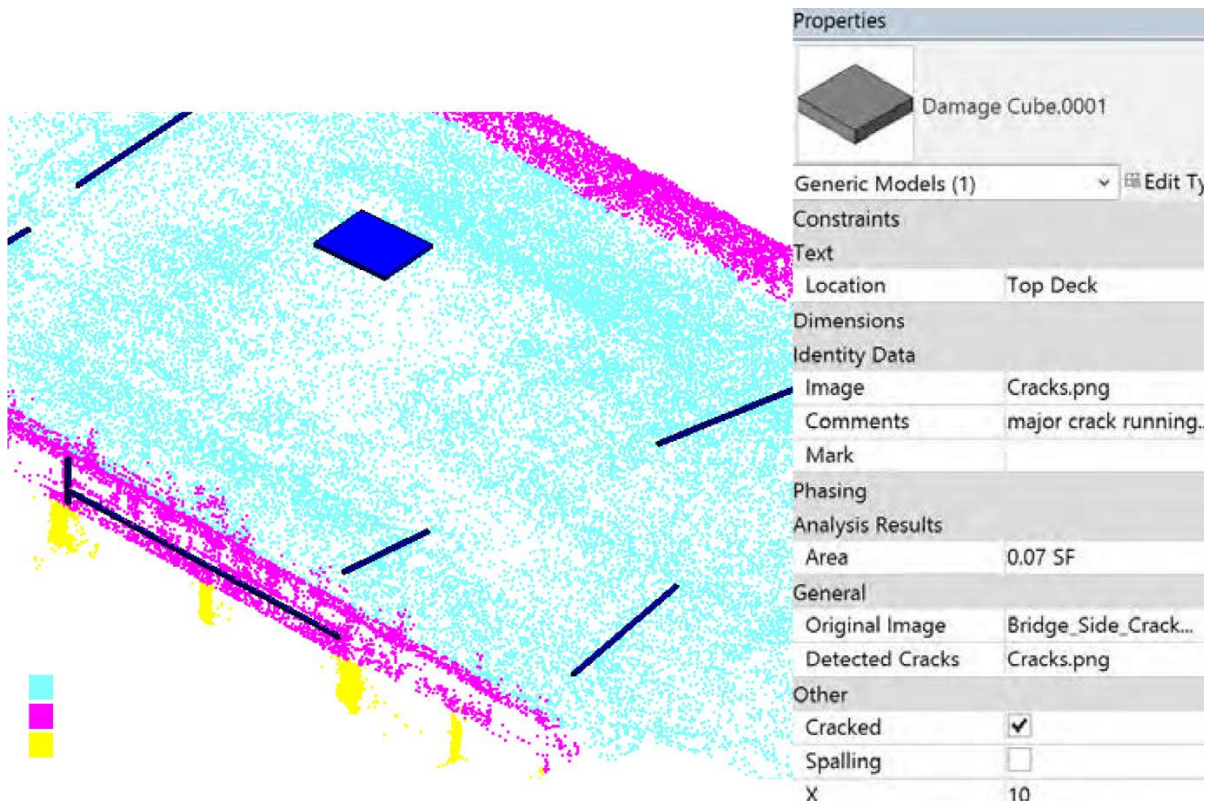 Properties
Damage Cube.0001
Generic Models (1) Edit Ty
Constraints
Text
Location Top Deck
Dimensions
Identity Data
Image Cracks.png
Comments major crack running..
Mark
Phasing
Analysis Results
Area 0.07 SF
General
Original Image Bridge_Side_Crack...
Detected Cracks Cracks.png
Other
Cracked
Spalling
X 10